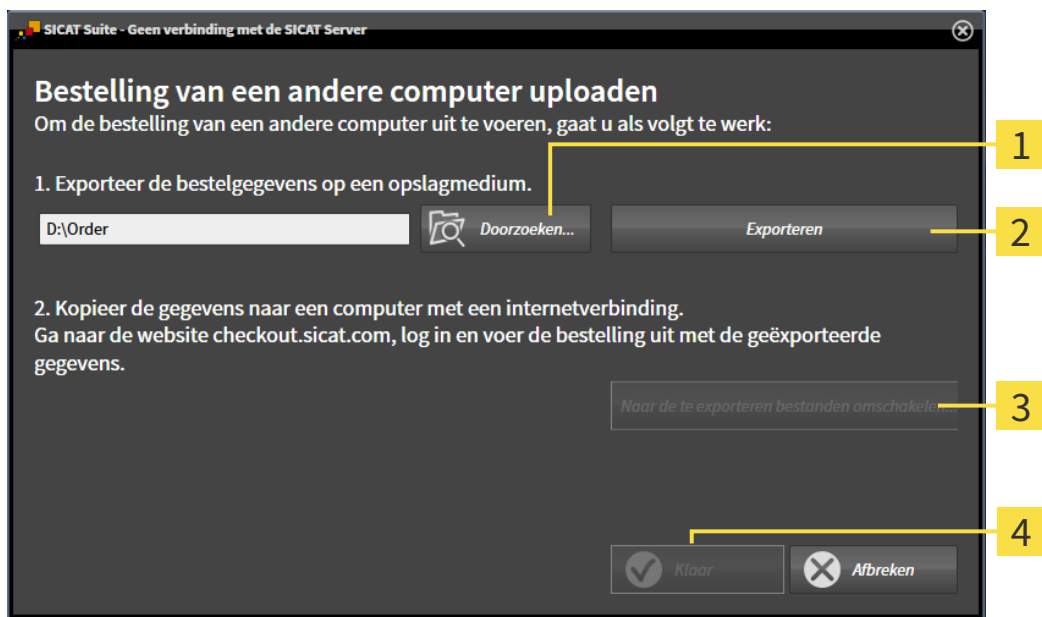 SICAT Suite - Geen verbinding met de SICAT Server
Bestelling van een andere computer uploaden
Om de bestelling van een andere computer uit te voeren, gaat u als volgt te werk:
1
1. Exporteer de bestelgegevens op een opslagmedium.
D:\Order
Doorzoeken...
Exporteren
2
2. Kopieer de gegevens naar een computer met een internetverbinding.
Ga naar de website checkout.sicat.com, log in en voer de bestelling uit met de geëxporteerde
gegevens.
Naar de te exporteren bestanden omschakelen...
3
4
Klaar
Afbreken